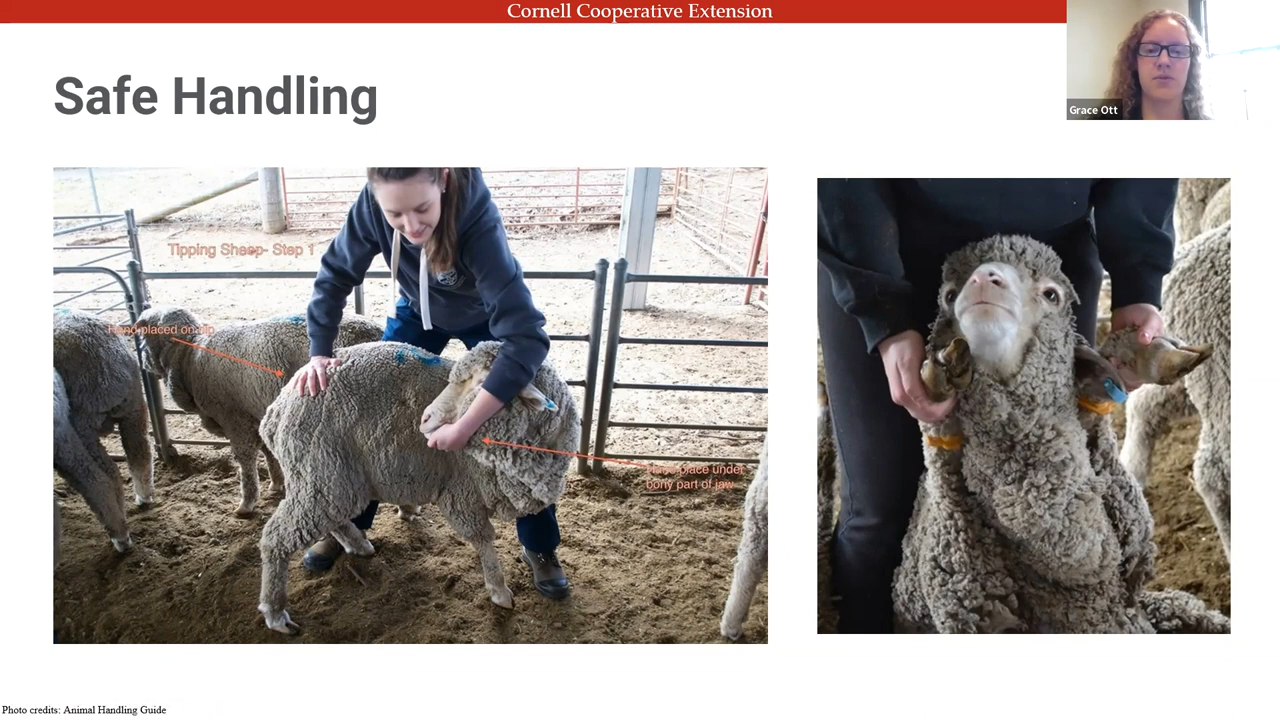 Cornell Cooperative Extension
Grace Ott
Safe Handling
Tipping Sheep- Step 1
Hand placed on hip
Hand place under
bony part of jaw
Photo credits: Animal Handling Guide